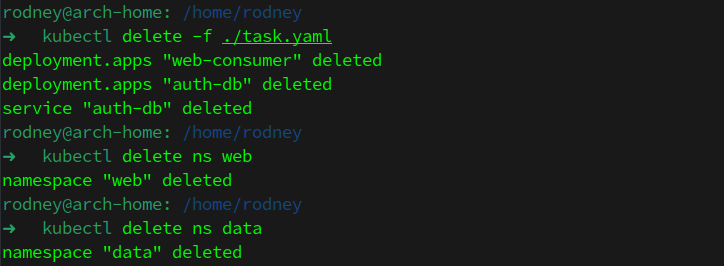 rodney@arch-home: /home/rodney
➜ kubectl delete -f ./task.yaml
deployment.apps "web-consumer" deleted
deployment.apps "auth-db" deleted
service "auth-db" deleted
rodney@arch-home: /home/rodney
➜ kubectl delete ns web
namespace "web" deleted
rodney@arch-home: /home/rodney
➜ kubectl delete ns data
namespace "data" deleted